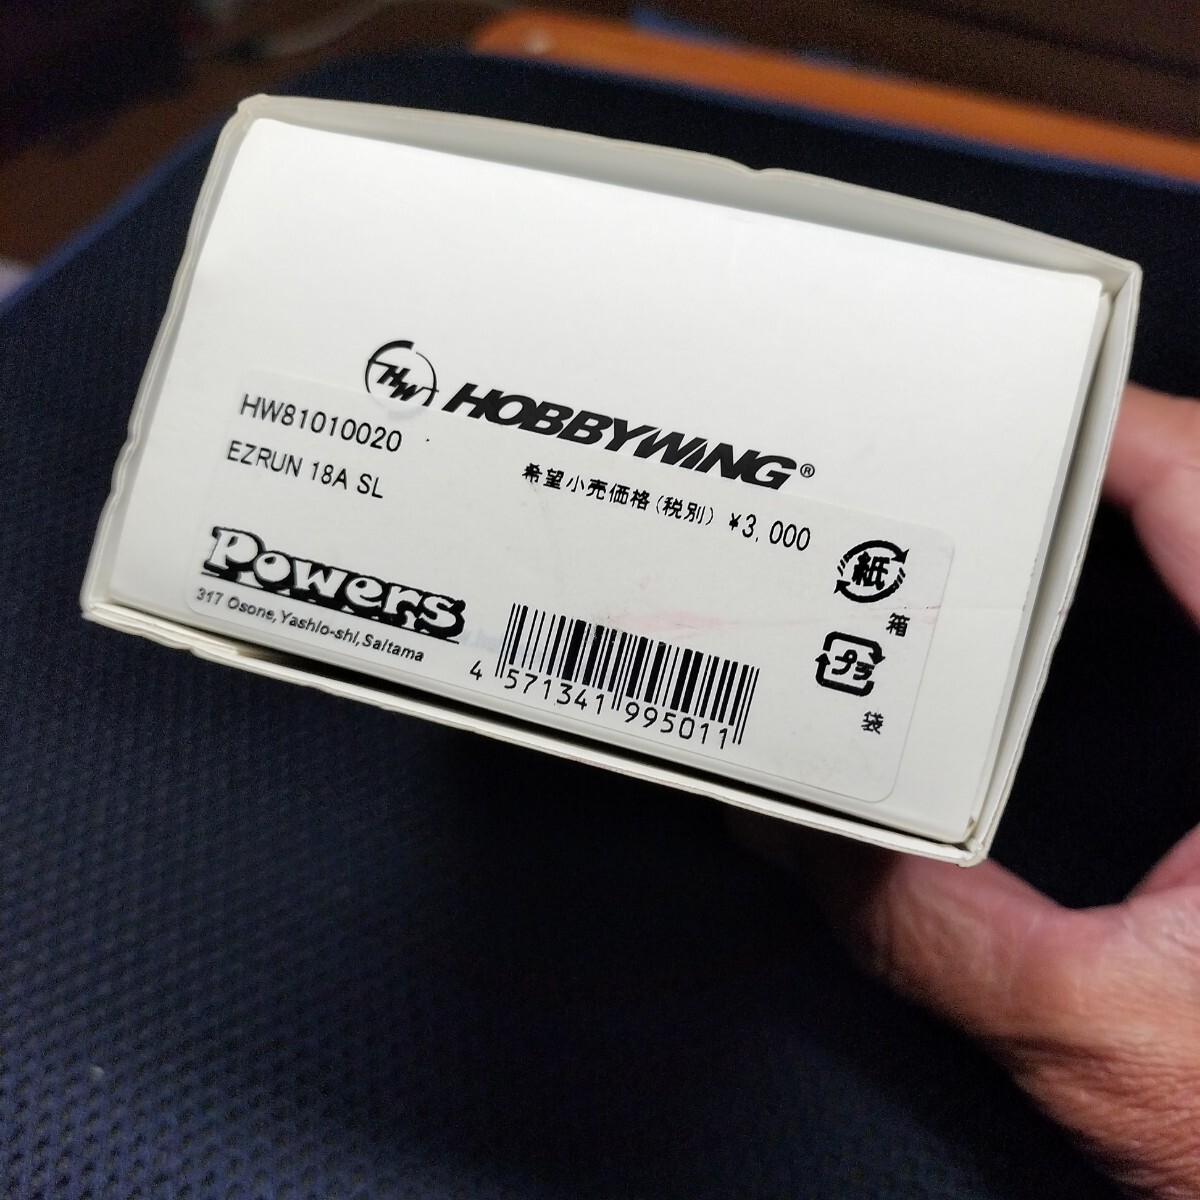 HW HOBBYWING®
HW81010020
EZRUN 18A SL
希望小売価格(税別) ¥3,000
Powers
317 Osone,Yashio-shi,Saitama
4 571341 995011
紙
箱
プラ
袋